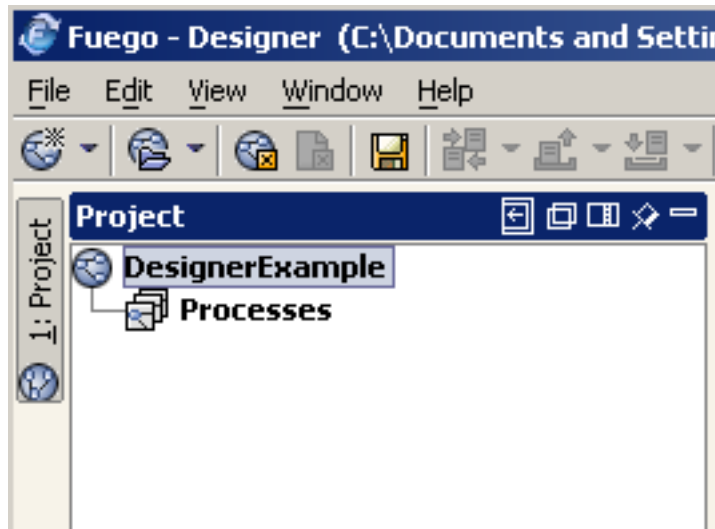 Fuego - Designer (C:\Documents and Setti
File Edit View Window Help
1: Project
Project
DesignerExample
Processes